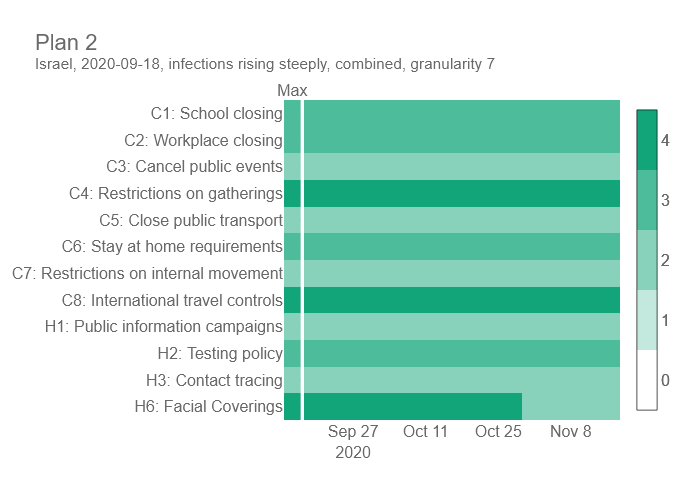 Plan 2
Israel, 2020-09-18, infections rising steeply, combined, granularity 7
Max
C1: School closing
C2: Workplace closing
C3: Cancel public events
C4: Restrictions on gatherings
C5: Close public transport
C6: Stay at home requirements
C7: Restrictions on internal movement
C8: International travel controls
H1: Public information campaigns
H2: Testing policy
H3: Contact tracing
H6: Facial Coverings
Sep 27 Oct 11 Oct 25 Nov 8
2020
4
3
2
1
0